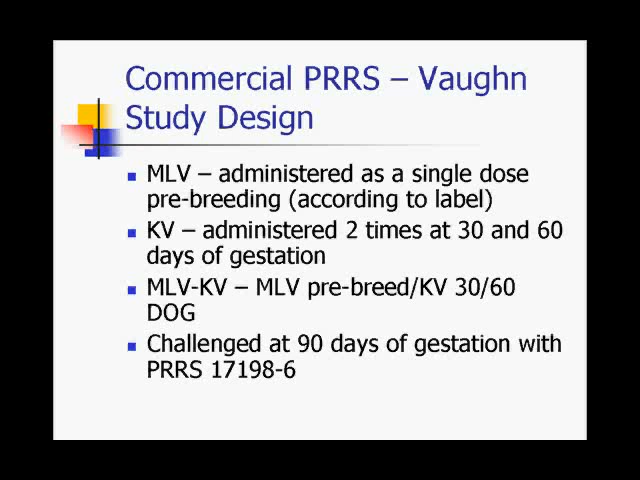 Commercial PRRS – Vaughn
Study Design
MLV – administered as a single dose
pre-breeding (according to label)
KV – administered 2 times at 30 and 60
days of gestation
MLV-KV – MLV pre-breed/KV 30/60
DOG
Challenged at 90 days of gestation with
PRRS 17198-6